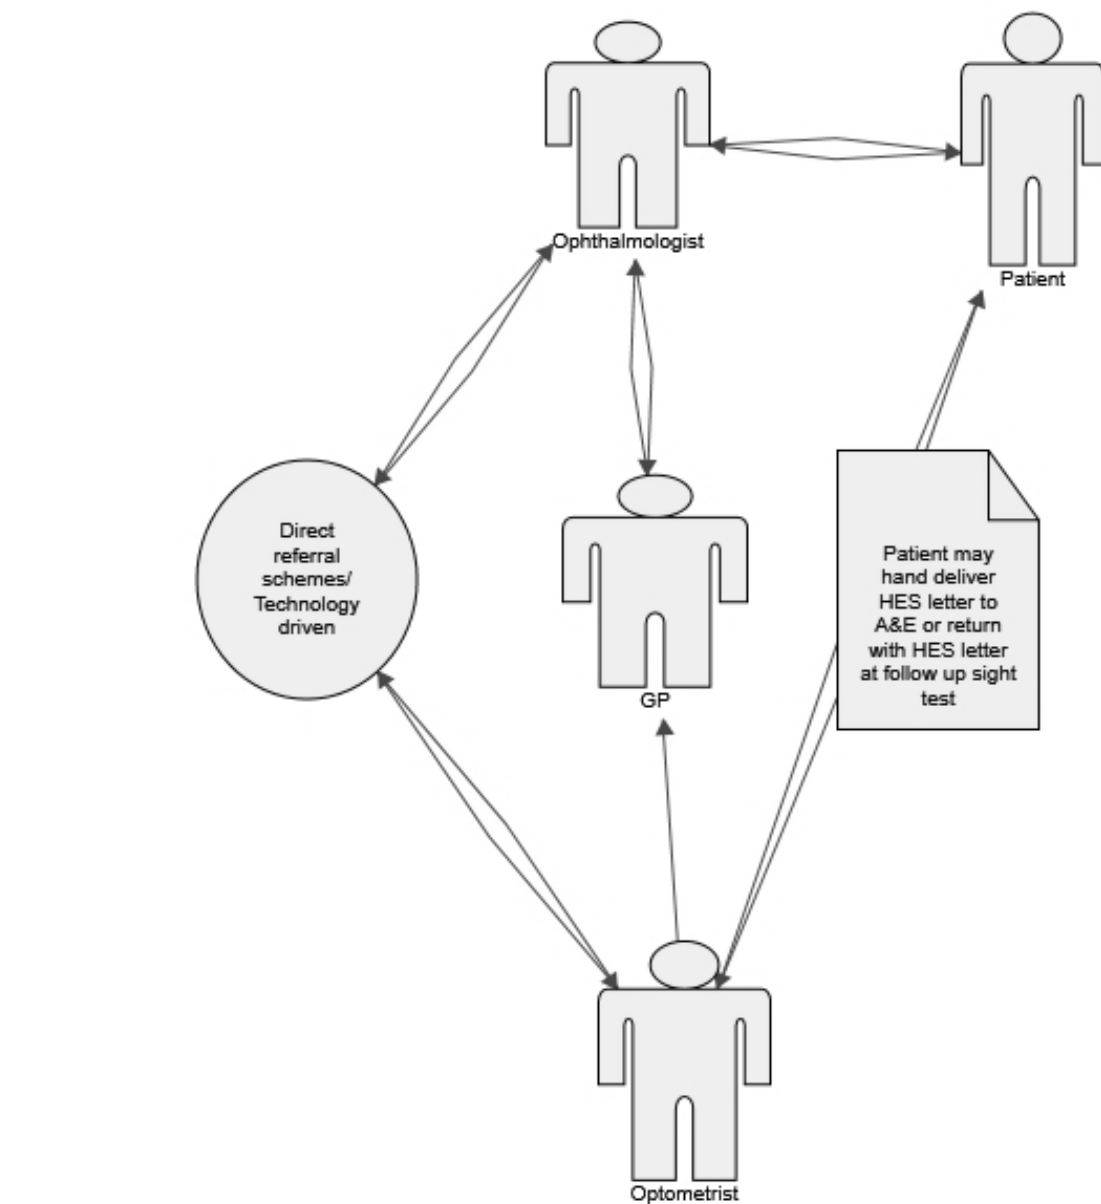 Ophthalmologist
Patient
Direct
referral
schemes/
Technology
driven
Patient may
hand deliver
HES letter to
A&E or return
with HES letter
at follow up sight
test
GP
Optometrist